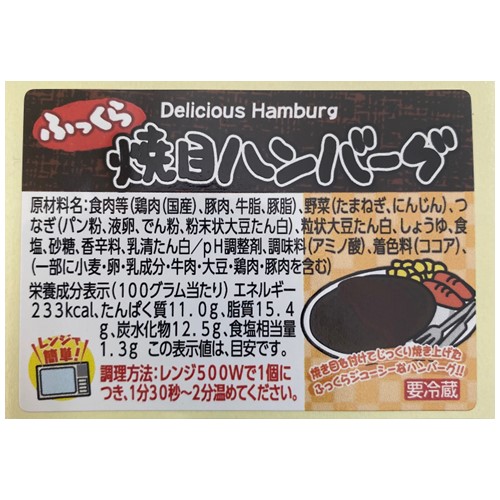 Delicious Hamburg
ふっくら
焼目ハンバーグ
原材料名:食肉等(鶏肉(国産)、豚肉、牛脂、豚脂)、野菜(たまねぎ、にんじん)、つ
なぎ(パン粉、液卵、でん粉、粉末状大豆たん白)、粒状大豆たん白、しょうゆ、食
塩、砂糖、香辛料、乳清たん白/pH調整剤、調味料(アミノ酸)、着色料(ココア)、
(一部に小麦・卵・乳成分・牛肉・大豆・鶏肉・豚肉を含む)
栄養成分表示(100グラム当たり) エネルギー
233kcal、たんぱく質11.0g、脂質15.4
g、炭水化物12.5g、食塩相当量
1.3g この表示値は、目安です。
レンジで
簡単!
調理方法:レンジ500Wで1個に
つき、1分30秒~2分温めてください。
焼き目も付けてじっくり焼き上げた
ふっくらジューシーなハンバーグ!!
要冷蔵